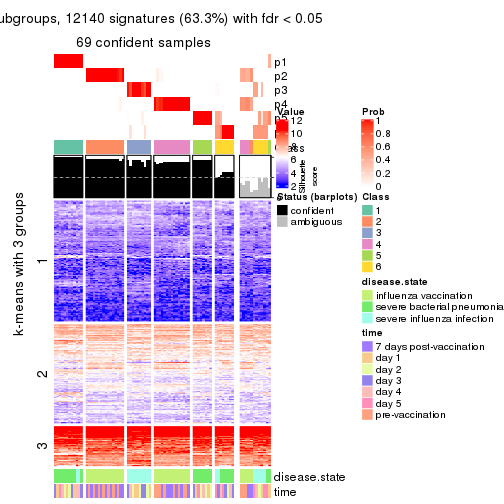 ubgroups, 12140 signatures (63.3%) with fdr < 0.05
69 confident samples
p1
p2
p3
p4
Value
12
10
8
4
2
Prob
1
0.8
0.6
0.4
0.2
0
Silhouette
score
Status (barplots)
confident
ambiguous
Class
1
2
3
4
5
6
disease.state
influenza vaccination
severe bacterial pneumonia
severe influenza infection
time
7 days post-vaccination
day 1
day 2
day 3
day 4
day 5
pre-vaccination
k-means with 3 groups
1
2
3
disease.state
time